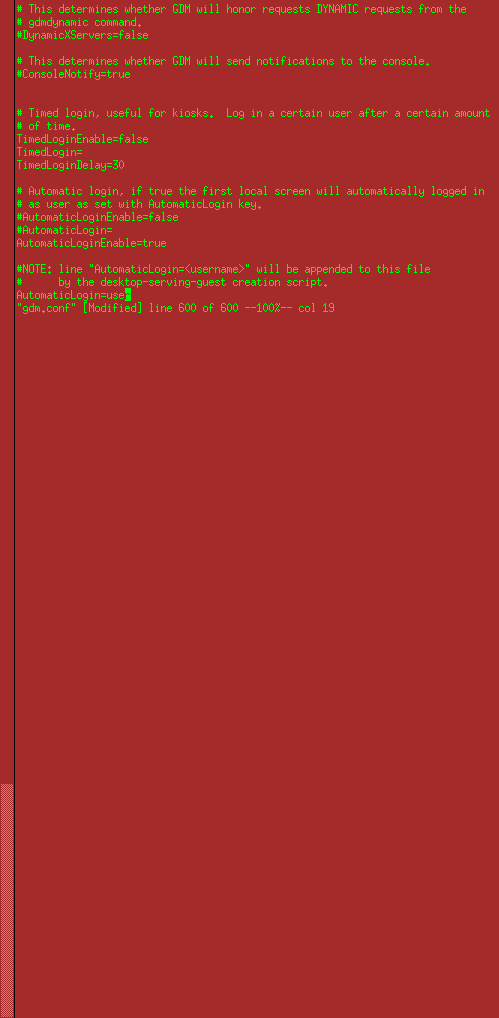 # This determines whether GDM will honor requests DYNAMIC requests from the
# gdmdynamic command.
#DynamicXServers=false
# This determines whether GDM will send notifications to the console.
#ConsoleNotify=true
# Timed login, useful for kiosks.  Log in a certain user after a certain amount
# of time.
TimedLoginEnable=false
TimedLogin=
TimedLoginDelay=30
# Automatic login, if true the first local screen will automatically logged in
# as user as set with AutomaticLogin key.
#AutomaticLoginEnable=false
#AutomaticLogin=
AutomaticLoginEnable=true
#NOTE: line "AutomaticLogin=<username>" will be appended to this file
#      by the desktop-serving-guest creation script.
AutomaticLogin=user
"gdm.conf" [Modified] line 600 of 600 --100%-- col 19